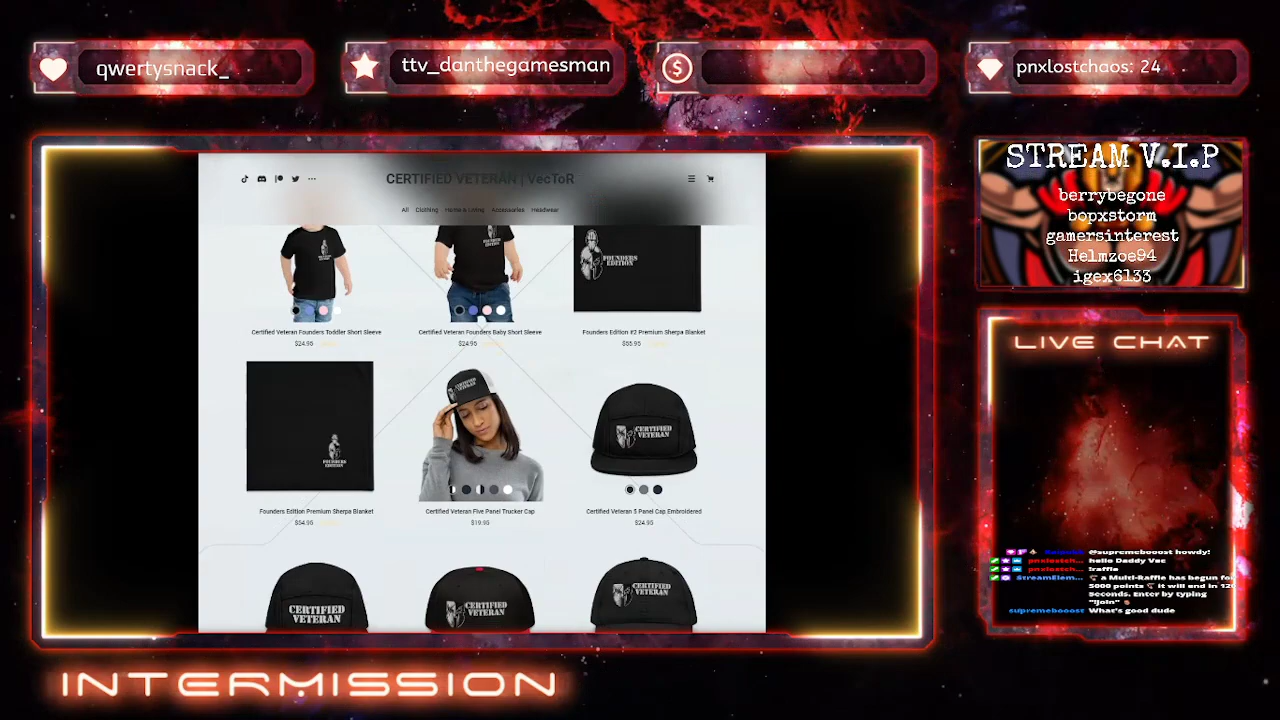 qwertysnack_
ttv_danthegamesman
pnxlostchaos: 24
CERTIFIED VETERAN | VecToR
All Clothing Home & Living Accessories Headwear
FOUNDERS
EDITION
Certified Veteran Founders Toddler Short Sleeve
$24.95
Certified Veteran Founders Baby Short Sleeve
$24.95
Founders Edition #2 Premium Sherpa Blanket
FOUNDERS
EDITION
CERTIFIED
VETERAN
CERTIFIED
VETERAN
Founders Edition Premium Sherpa Blanket
$54.95
Certified Veteran Five Panel Trucker Cap
$19.95
Certified Veteran 5 Panel Cap Embroidered
$24.95
CERTIFIED
VETERAN
CERTIFIED
VETERAN
CERTIFIED
VETERAN
STREAM V.I.P
berrybegone
bopxstorm
gamersinterest
Helmzoe94
igex6133
LIVE CHAT
@supremebooost howdy!
pnxlostch... hello Daddy Vec
pnxlostch... !raffle
StreamElem... a Multi-Raffle has begun for
5000 points it will end in 120
Seconds. Enter by typing
"!join"
supremebooost What's good dude
INTERMISSION